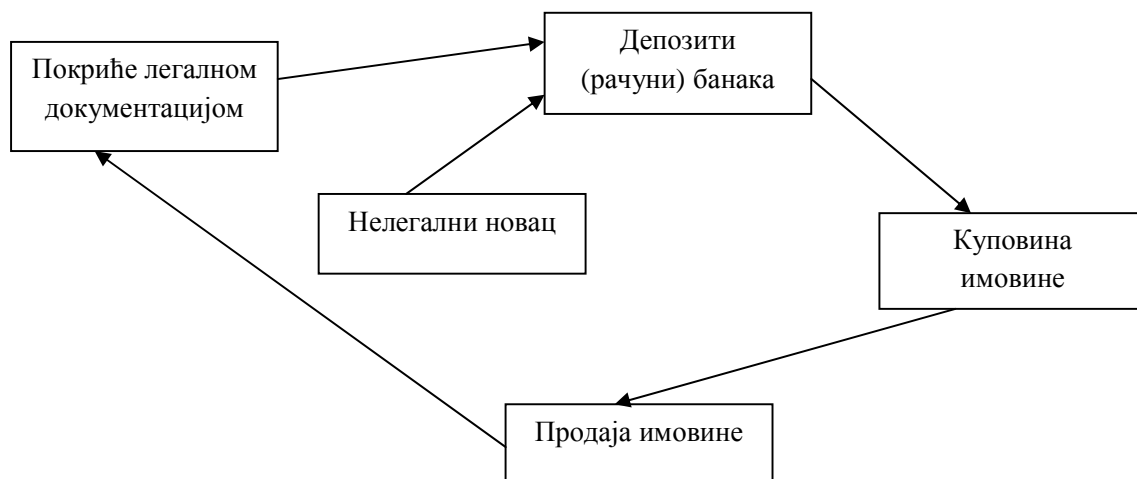 Покриће легалном
документацијом
Депозити
(рачуни) банака
Нелегални новац
Куповина
имовине
Продаја имовине